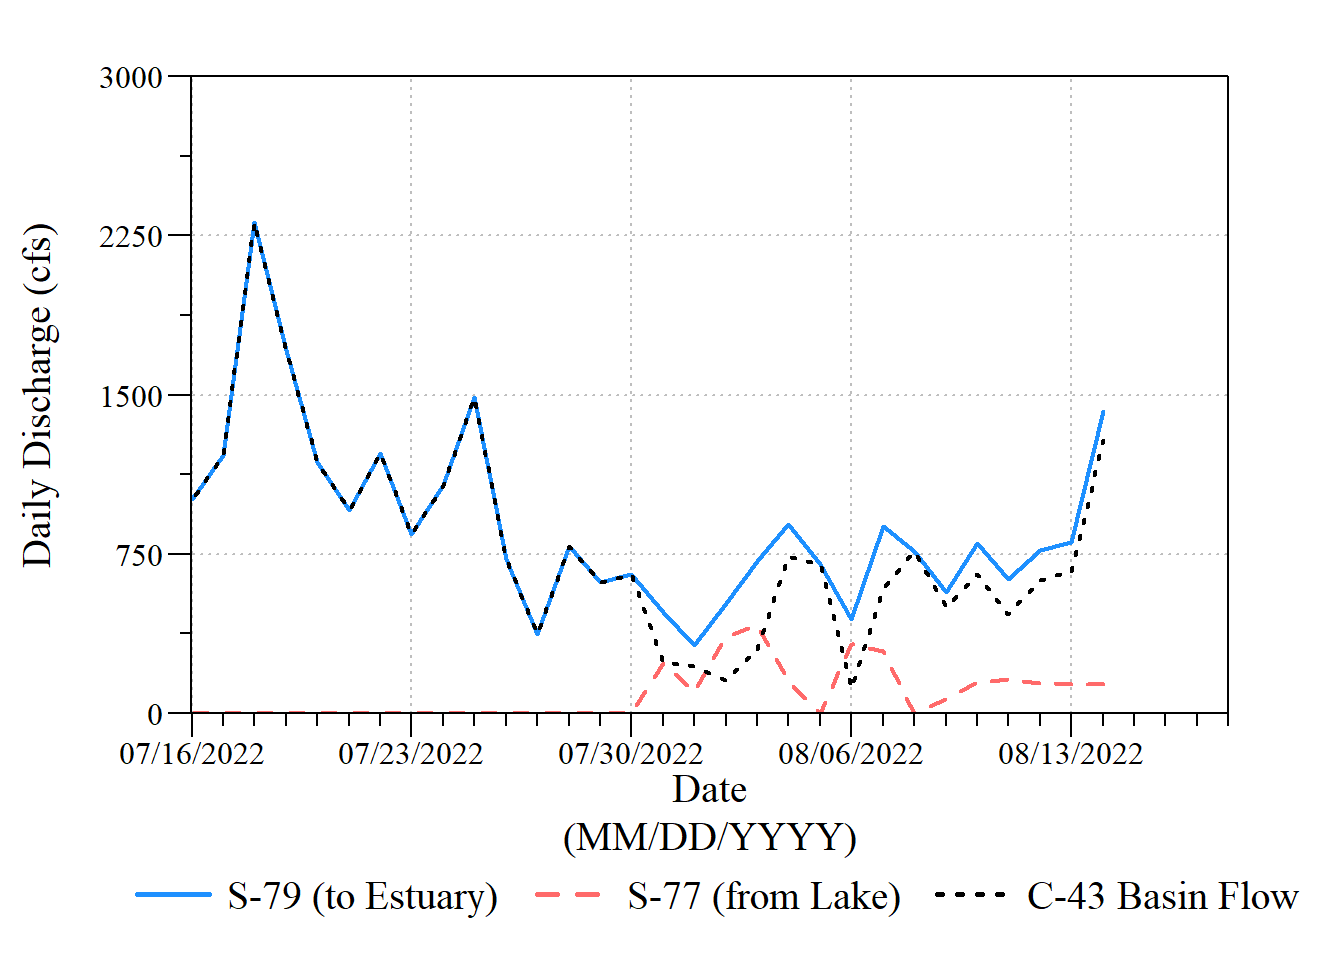 3000
2250
1500
750
0
Daily Discharge (cfs)
07/16/2022 07/23/2022 07/30/2022 08/06/2022 08/13/2022
Date
(MM/DD/YYYY)
S-79 (to Estuary) S-77 (from Lake) C-43 Basin Flow